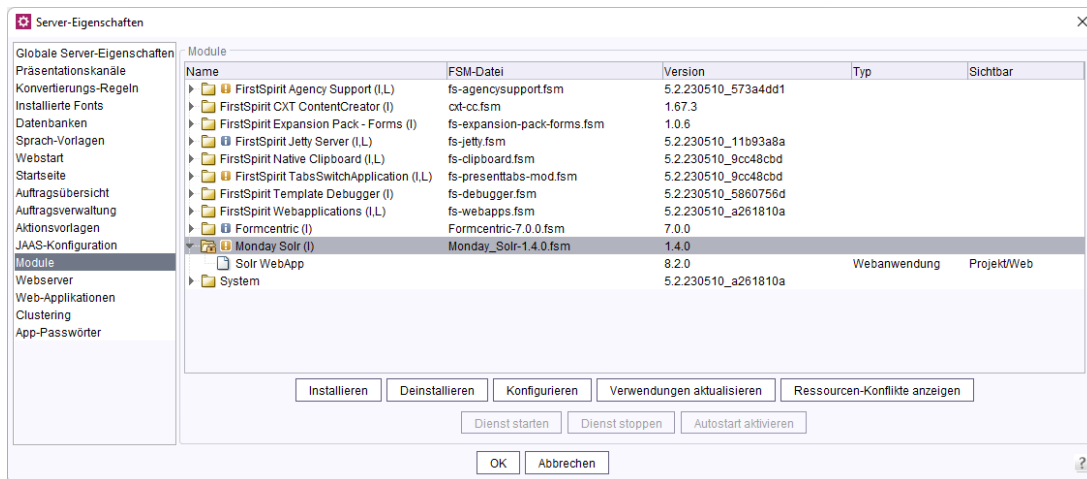 Server-Eigenschaften
Globale Server-Eigenschaften
Präsentationskanäle
Konvertierungs-Regeln
Installierte Fonts
Datenbanken
Sprach-Vorlagen
Webstart
Startseite
Auftragsübersicht
Auftragsverwaltung
Aktionsvorlagen
JAAS-Konfiguration
Module
Webserver
Web-Applikationen
Clustering
App-Passwörter
Module
Name FSM-Datei Version Typ Sichtbar
FirstSpirit Agency Support (I,L) fs-agencysupport.fsm 5.2.230510_573a4dd1
FirstSpirit CXT ContentCreator (I) cxt-cc.fsm 1.67.3
FirstSpirit Expansion Pack - Forms (I) fs-expansion-pack-forms.fsm 1.0.6
FirstSpirit Jetty Server (I,L) fs-jetty.fsm 5.2.230510_11b93a8a
FirstSpirit Native Clipboard (I,L) fs-clipboard.fsm 5.2.230510_9cc48cbd
FirstSpirit TabsSwitchApplication (I,L) fs-presenttabs-mod.fsm 5.2.230510_9cc48cbd
FirstSpirit Template Debugger (I) fs-debugger.fsm 5.2.230510_5860756d
FirstSpirit Webapplications (I,L) fs-webapps.fsm 5.2.230510_a261810a
Formcentric (I) Formcentric-7.0.0.fsm 7.0.0
Monday Solr (I) Monday_Solr-1.4.0.fsm 1.4.0
Solr WebApp 8.2.0 Webanwendung Projekt/Web
System 5.2.230510_a261810a
Installieren Deinstallieren Konfigurieren Verwendungen aktualisieren Ressourcen-Konflikte anzeigen
Dienst starten Dienst stoppen Autostart aktivieren
OK Abbrechen ?